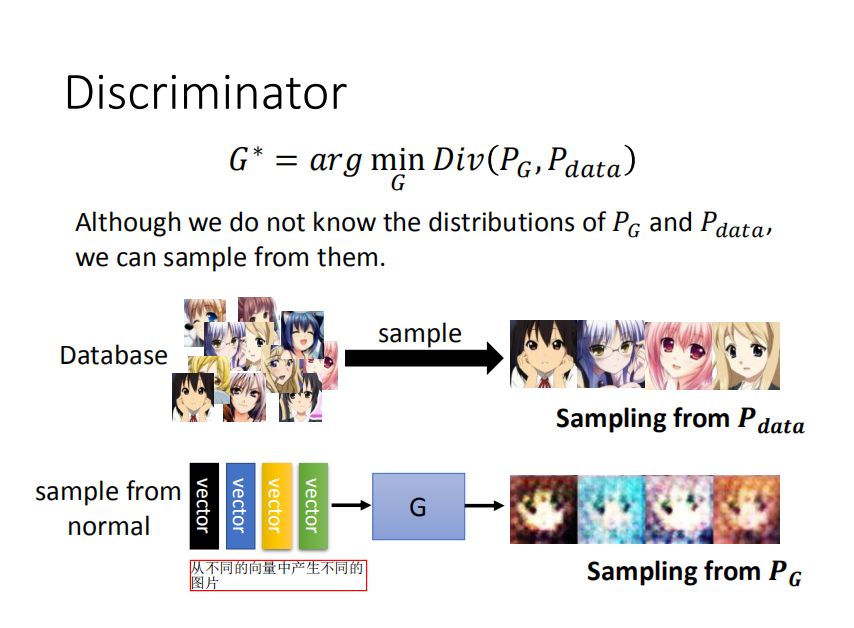 Discriminator
G* = arg min_G Div(P_G, P_data)
Although we do not know the distributions of P_G and P_data,
we can sample from them.
Database
sample
Sampling from P_data
sample from
normal
vector
vector
vector
vector
G
从不同的向量中产生不同的
图片
Sampling from P_G